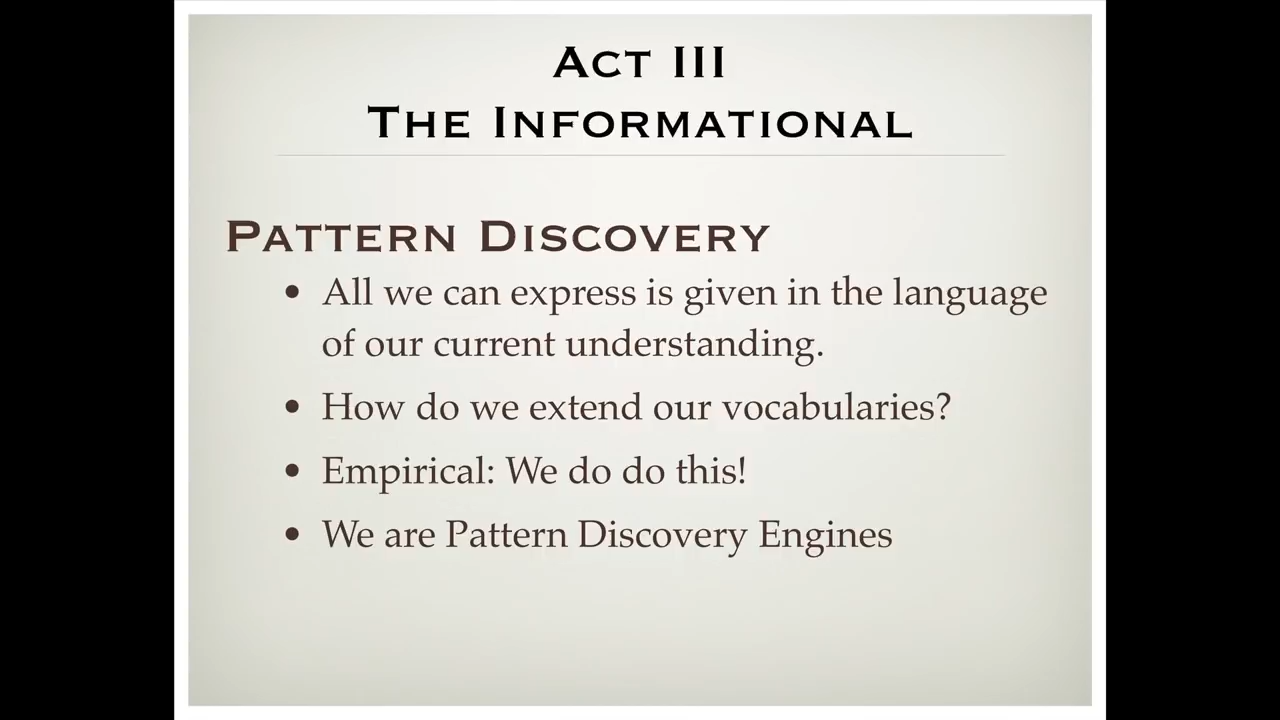 Act III
The Informational
Pattern Discovery
• All we can express is given in the language
of our current understanding.
• How do we extend our vocabularies?
• Empirical: We do do this!
• We are Pattern Discovery Engines